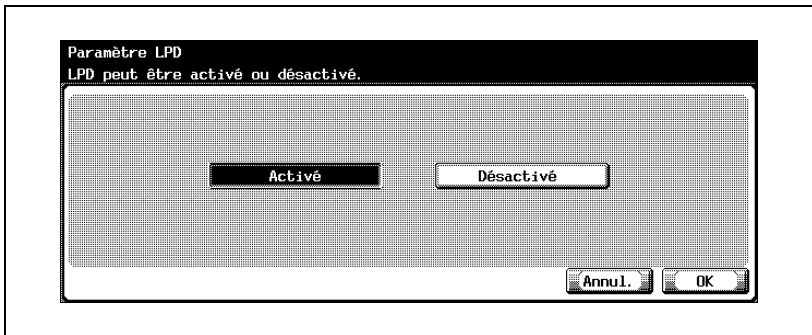 Paramètre LPD
LPD peut être activé ou désactivé.
Activé Désactivé
Annul. OK